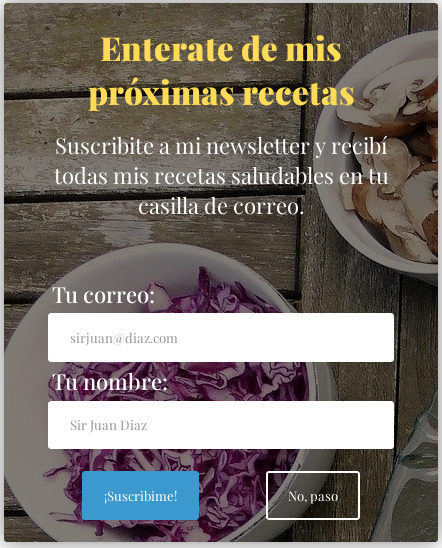 Enterate de mis
próximas recetas
Suscribite a mi newsletter y recibí
todas mis recetas saludables en tu
casilla de correo.
Tu correo:
sirjuan@diaz.com
Tu nombre:
Sir Juan Diaz
¡Suscribime!
No, paso